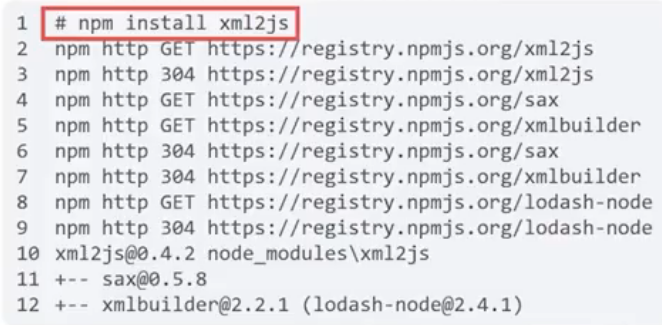 1 # npm install xml2js
2 npm http GET https://registry.npmjs.org/xml2js
3 npm http 304 https://registry.npmjs.org/xml2js
4 npm http GET https://registry.npmjs.org/sax
5 npm http GET https://registry.npmjs.org/xmlbuilder
6 npm http 304 https://registry.npmjs.org/sax
7 npm http 304 https://registry.npmjs.org/xmlbuilder
8 npm http GET https://registry.npmjs.org/lodash-node
9 npm http 304 https://registry.npmjs.org/lodash-node
10 xml2js@0.4.2 node_modules\xml2js
11 +-- sax@0.5.8
12 +-- xmlbuilder@2.2.1 (lodash-node@2.4.1)